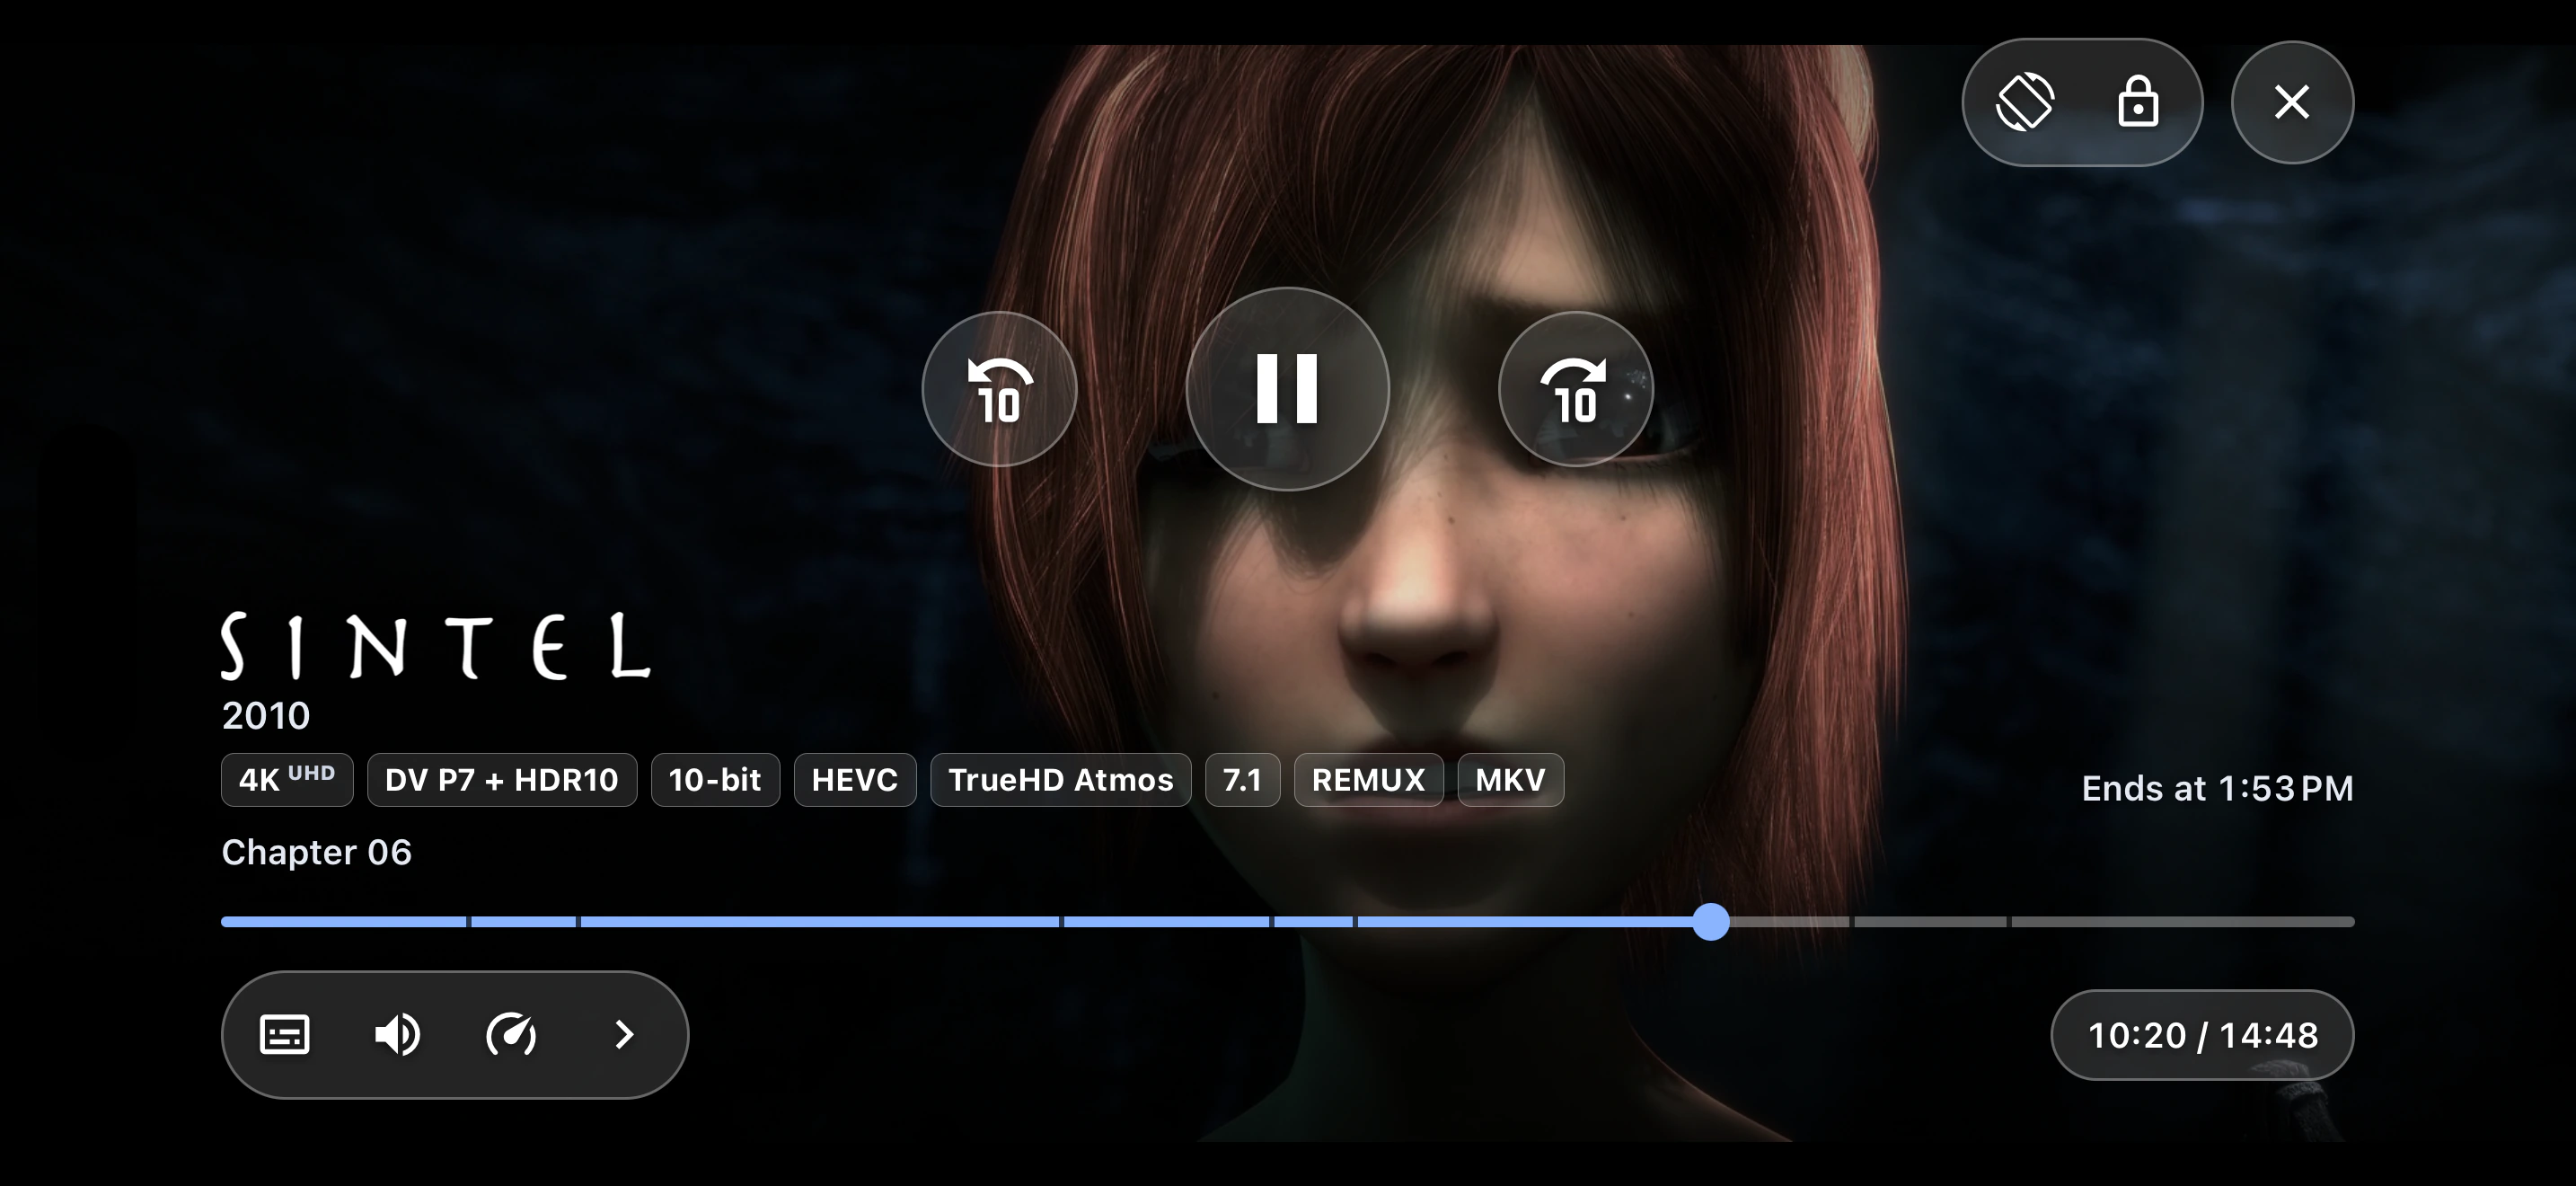 10 10
SINTEL
2010
4K UHD DV P7 + HDR10 10-bit HEVC TrueHD Atmos 7.1 REMUX MKV
Ends at 1:53 PM
Chapter 06
10:20 / 14:48